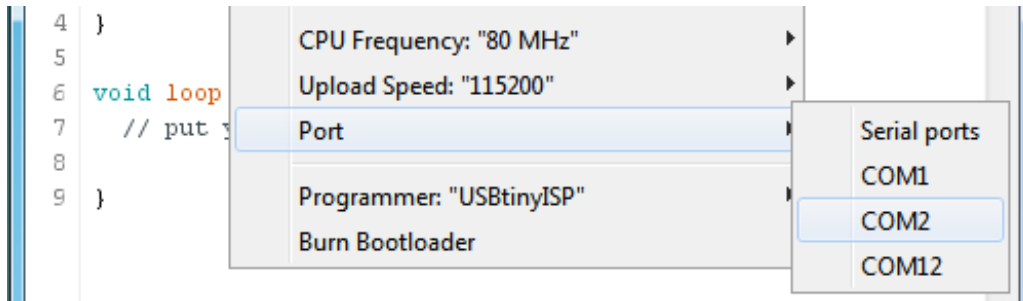 4 }
5
6 void loop
7 // put y
8
9 }
CPU Frequency: "80 MHz"
Upload Speed: "115200"
Port
Programmer: "USBtinyISP"
Burn Bootloader
Serial ports
COM1
COM2
COM12